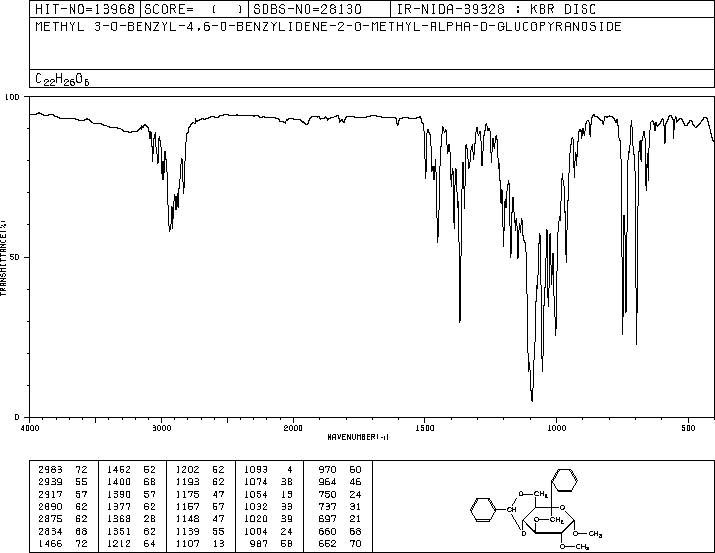 HIT-NO=13968 SCORE= ( ) SDBS-NO=28130 IR-NIDA-39328 : KBR DISC
METHYL 3-O-BENZYL-4,6-O-BENZYLIDENE-2-O-METHYL-ALPHA-D-GLUCOPYRANOSIDE
C22H26O6
100
TRANSMITTANCE(%)
50
0
4000 3000 2000 1500 1000 500
WAVENUMBER(-1)
2983 72 1462 62 1202 62 1093 4 970 60
2939 55 1400 68 1193 62 1074 38 964 46
2917 57 1390 57 1175 47 1054 13 750 24
2890 62 1377 62 1167 57 1032 33 737 31
2875 62 1368 28 1148 47 1020 39 697 21
2834 68 1351 62 1139 55 1004 24 660 68
1466 72 1212 64 1107 13 987 58 652 70
O-CH2
CH O
O O-CH2
O O-CH3
O-CH3